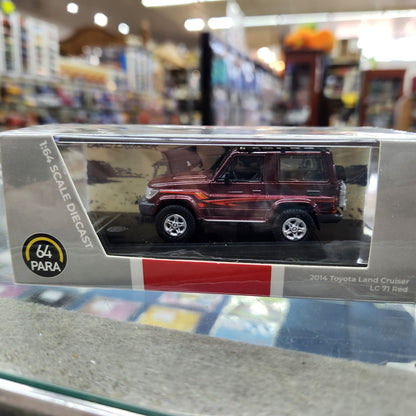 1:64 SCALE DIECAST
64
PARA
2014 Toyota Land Cruiser
LC 71 Red